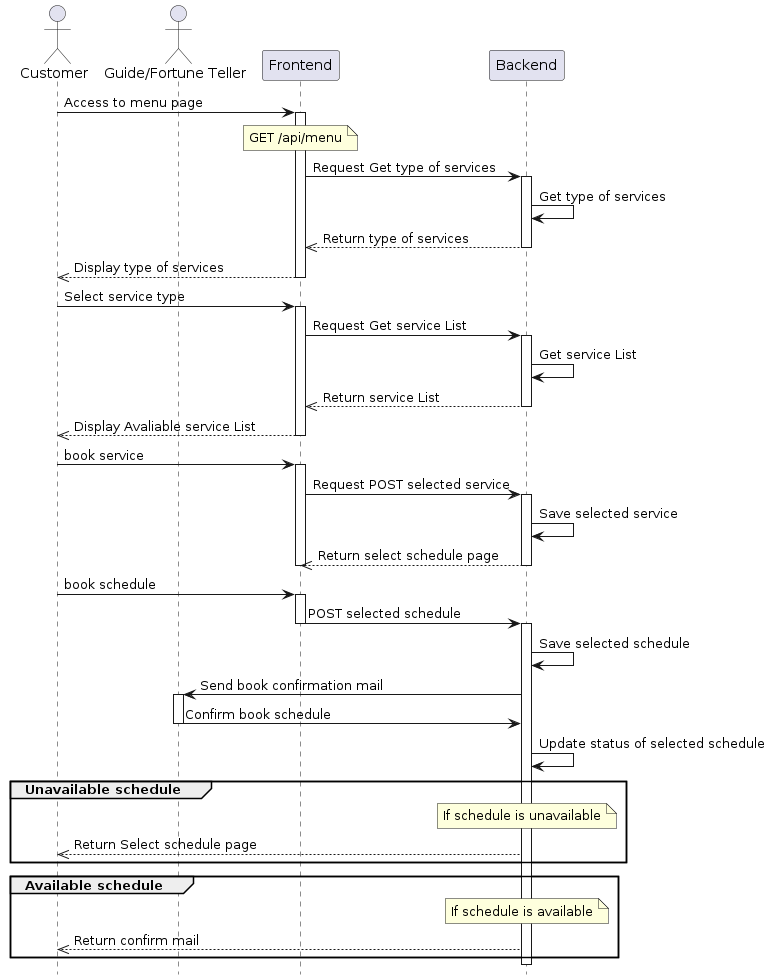 Customer
Guide/Fortune Teller
Frontend
Backend
Access to menu page
GET /api/menu
Request Get type of services
Get type of services
Return type of services
Display type of services
Select service type
Request Get service List
Get service List
Return service List
Display Avaliable service List
book service
Request POST selected service
Save selected service
Return select schedule page
book schedule
POST selected schedule
Save selected schedule
Send book confirmation mail
Confirm book schedule
Update status of selected schedule
Unavailable schedule
If schedule is unavailable
Return Select schedule page
Available schedule
If schedule is available
Return confirm mail